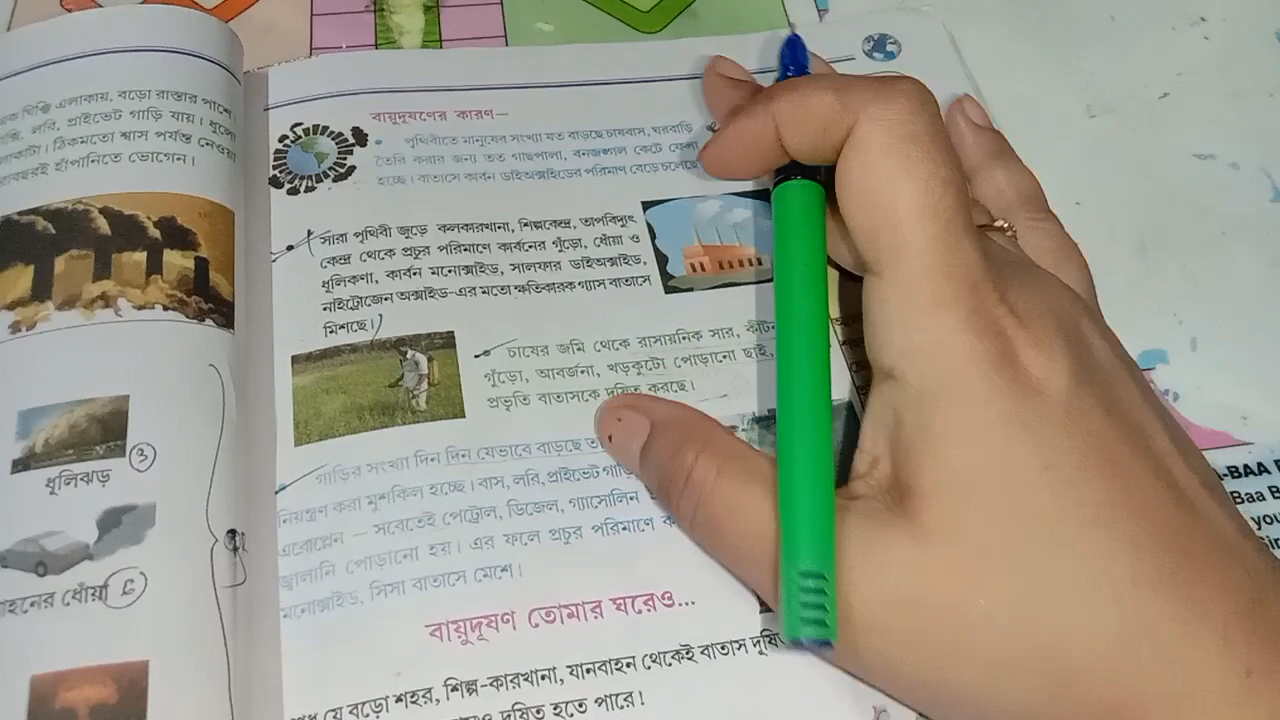 এলাকায়, বড়ো রাস্তার পাশে
লরি, প্রাইভেট গাড়ি যায়। ধুলো
ঠিকমতো শ্বাস পর্যন্ত নেওয়া
হাঁপানিতে ভোগেন।
৩
ধূলিঝড়
ধোঁয়া ৬
বায়ুদূষণের কারণ—
• পৃথিবীতে মানুষের সংখ্যা যত বাড়ছে চাষবাস, ঘরবাড়ি
তৈরি করার জন্য তত গাছপালা, বনজঙ্গল কেটে ফেলা
হচ্ছে। বাতাসে কার্বন ডাইঅক্সাইডের পরিমাণ বেড়ে চলেছে
সারা পৃথিবী জুড়ে কলকারখানা, শিল্পকেন্দ্র, তাপবিদ্যুৎ
কেন্দ্র থেকে প্রচুর পরিমাণে কার্বনের গুঁড়ো, ধোঁয়া ও
ধূলিকণা, কার্বন মনোক্সাইড, সালফার ডাইঅক্সাইড,
নাইট্রোজেন অক্সাইড-এর মতো ক্ষতিকারক গ্যাস বাতাসে
মিশছে।
চাষের জমি থেকে রাসায়নিক সার,
গুঁড়ো, আবর্জনা, খড়কুটো পোড়ানো ছাই,
প্রভৃতি বাতাসকে দূষিত করছে।
গাড়ির সংখ্যা দিন দিন যেভাবে বাড়ছে
নিয়ন্ত্রণ করা মুশকিল হচ্ছে। বাস, লরি, প্রাইভেট
এরোপ্লেন — সবেতেই পেট্রোল, ডিজেল, গ্যাসোলিন
জ্বালানি পোড়ানো হয়। এর ফলে প্রচুর পরিমাণে
মনোক্সাইড, সিসা বাতাসে মেশে।
বায়ুদূষণ তোমার ঘরেও...
যে বড়ো শহর, শিল্প-কারখানা, যানবাহন থেকেই বাতাস
দূষিত হতে পারে!
-BAA
Baa B
you